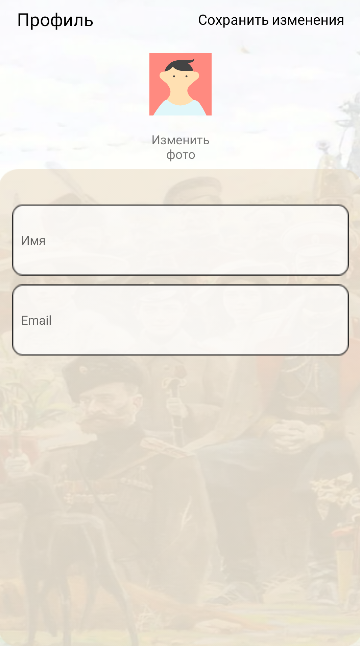 Профиль
Сохранить изменения
Изменить
фото
Имя
Email